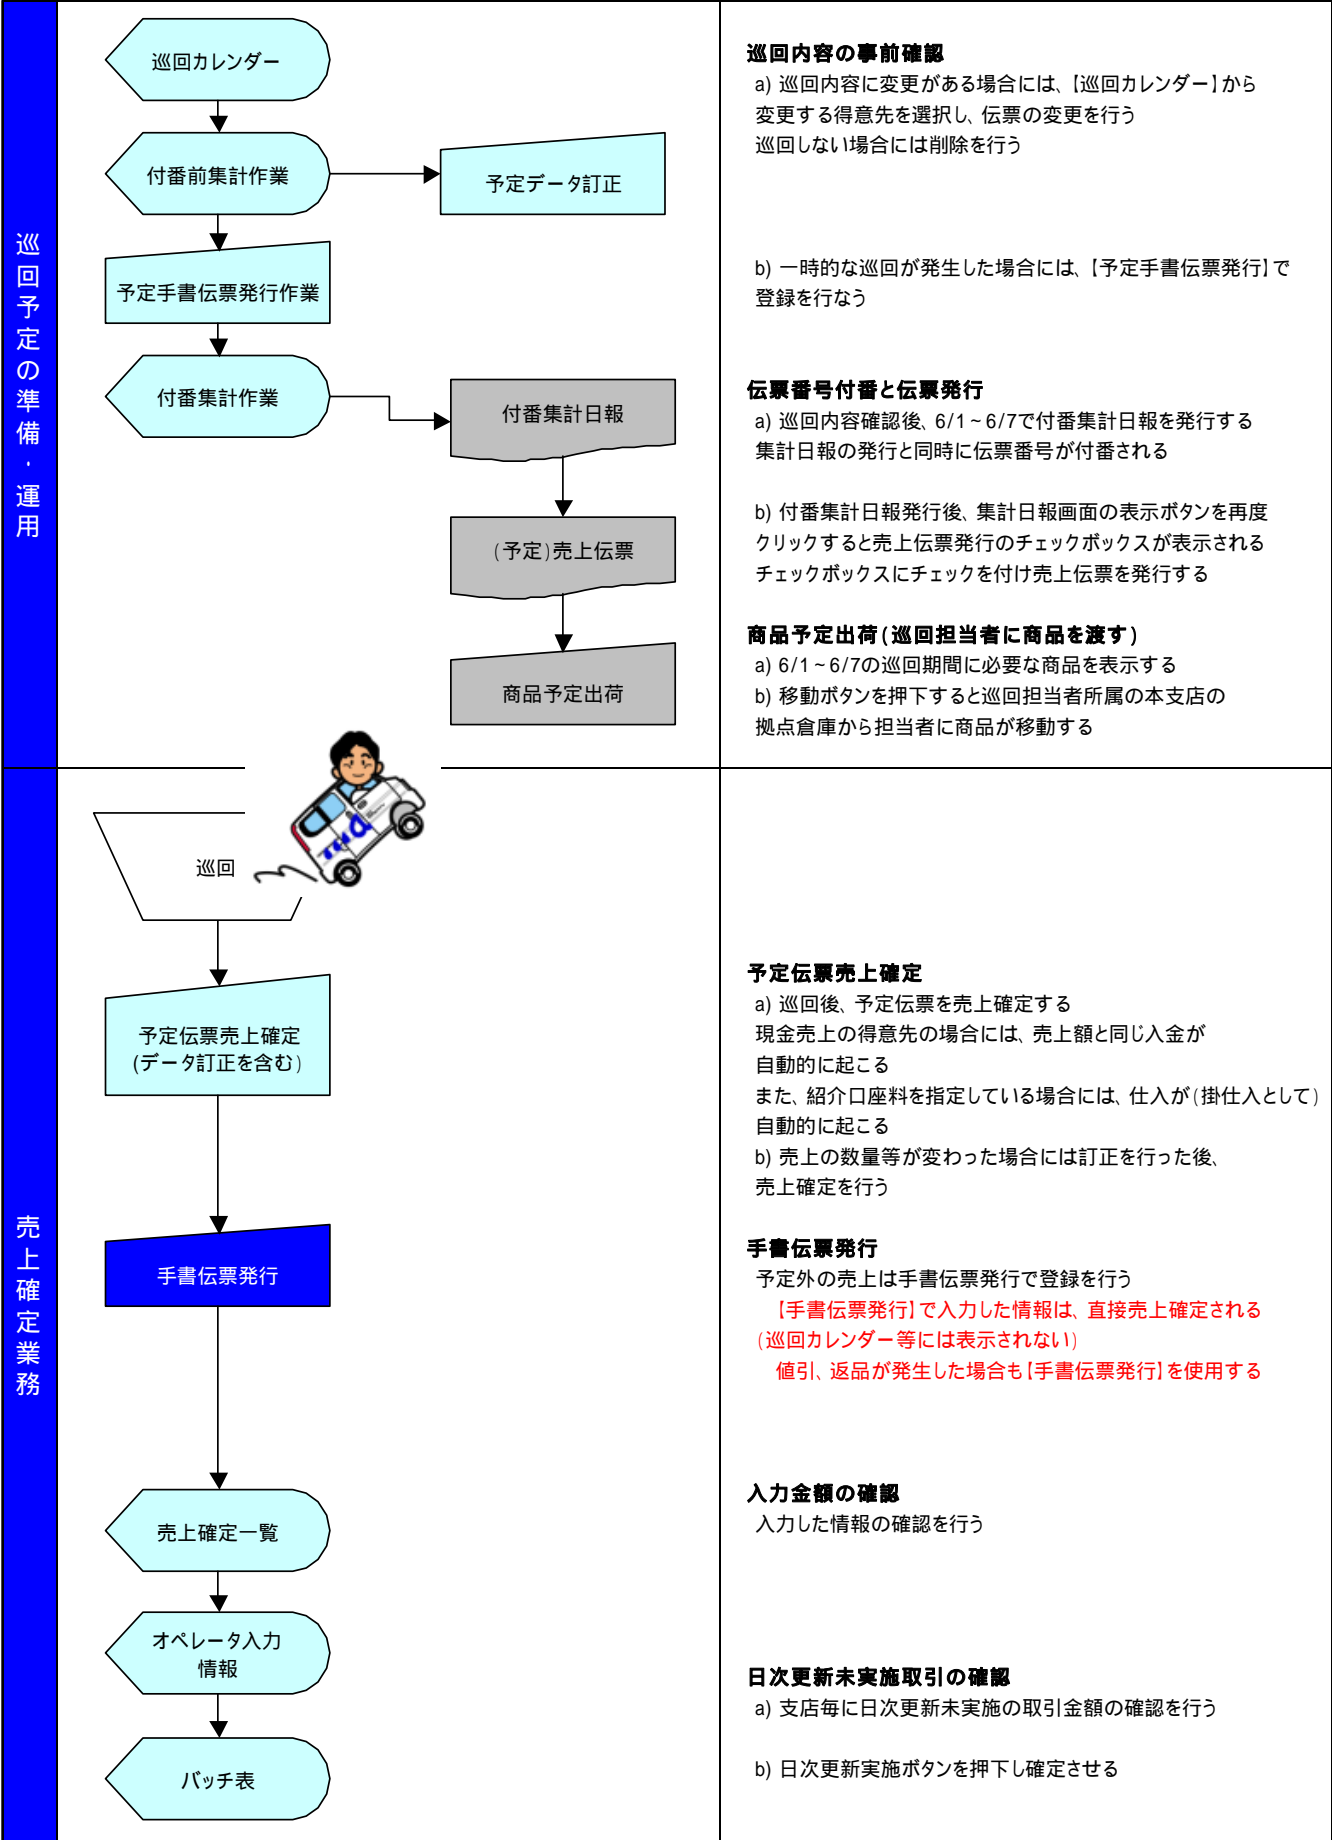 巡回予定の準備・運用
巡回カレンダー
付番前集計作業
予定データ訂正
予定手書伝票発行作業
付番集計作業
付番集計日報
(予定)売上伝票
商品予定出荷
巡回内容の事前確認
a) 巡回内容に変更がある場合には、【巡回カレンダー】から
変更する得意先を選択し、伝票の変更を行う
巡回しない場合には削除を行う
b) 一時的な巡回が発生した場合には、【予定手書伝票発行】で
登録を行なう
伝票番号付番と伝票発行
a) 巡回内容確認後、6/1~6/7で付番集計日報を発行する
集計日報の発行と同時に伝票番号が付番される
b) 付番集計日報発行後、集計日報画面の表示ボタンを再度
クリックすると売上伝票発行のチェックボックスが表示される
チェックボックスにチェックを付け売上伝票を発行する
商品予定出荷(巡回担当者に商品を渡す)
a) 6/1~6/7の巡回期間に必要な商品を表示する
b) 移動ボタンを押下すると巡回担当者所属の本支店の
拠点倉庫から担当者に商品が移動する
売上確定業務
巡回
予定伝票売上確定
(データ訂正を含む)
手書伝票発行
売上確定一覧
オペレータ入力
情報
バッチ表
予定伝票売上確定
a) 巡回後、予定伝票を売上確定する
現金売上の得意先の場合には、売上額と同じ入金が
自動的に起こる
また、紹介口座料を指定している場合には、仕入が(掛仕入として)
自動的に起こる
b) 売上の数量等が変わった場合には訂正を行った後、
売上確定を行う
手書伝票発行
予定外の売上は手書伝票発行で登録を行う
【手書伝票発行】で入力した情報は、直接売上確定される
(巡回カレンダー等には表示されない)
値引、返品が発生した場合も【手書伝票発行】を使用する
入力金額の確認
入力した情報の確認を行う
日次更新未実施取引の確認
a) 支店毎に日次更新未実施の取引金額の確認を行う
b) 日次更新実施ボタンを押下し確定させる